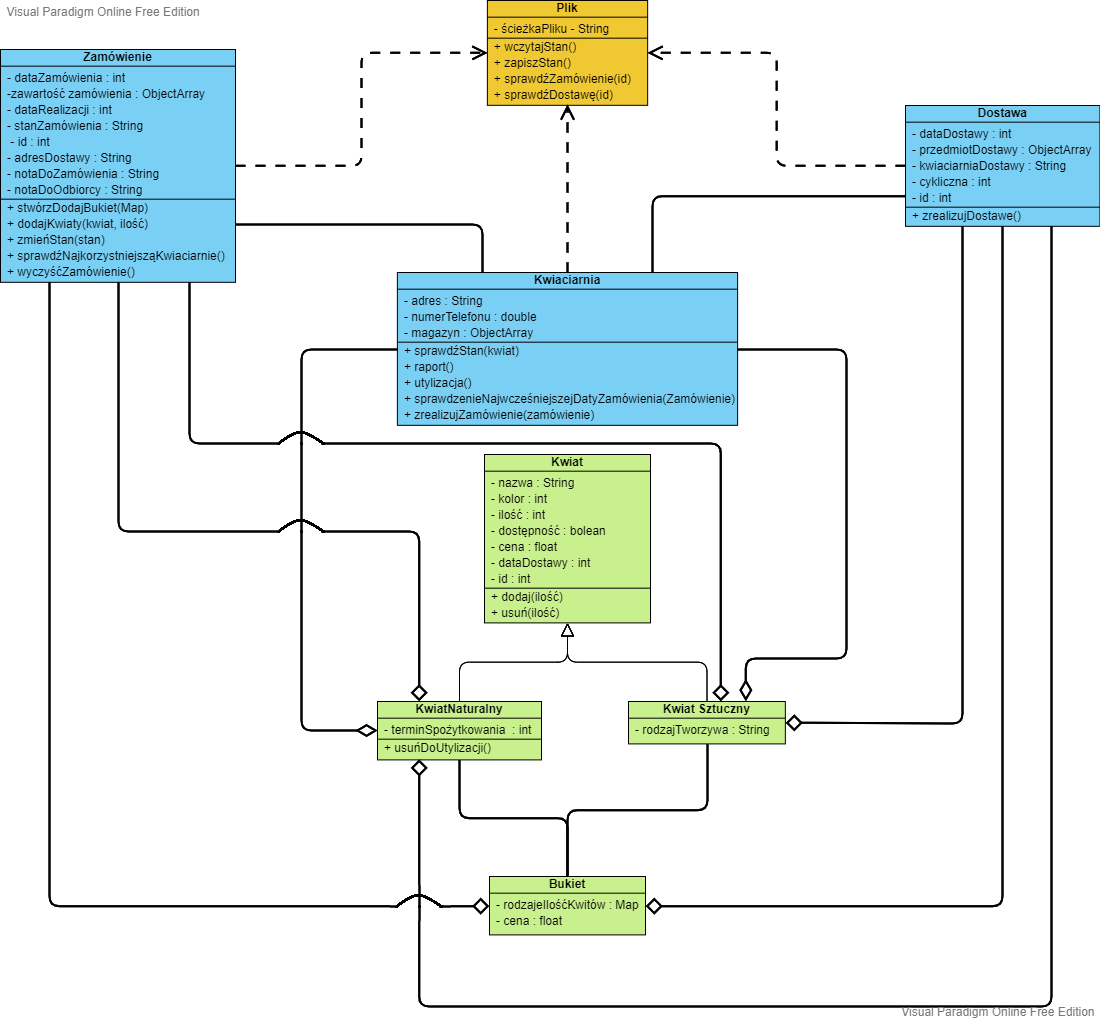 Visual Paradigm Online Free Edition
Plik
- ścieżkaPliku - String
+ wczytajStan()
+ zapiszStan()
+ sprawdźZamówienie(id)
+ sprawdźDostawę(id)
Zamówienie
- dataZamówienia : int
-zawartość zamówienia : ObjectArray
- dataRealizacji : int
- stanZamówienia : String
- id : int
- adresDostawy : String
- notaDoZamówienia : String
- notaDoOdbiorcy : String
+ stwórzDodajBukiet(Map)
+ dodajKwiaty(kwiat, ilość)
+ zmieńStan(stan)
+ sprawdźNajkorzystniejsząKwiaciarnie()
+ wyczyśćZamówienie()
Dostawa
- dataDostawy : int
- przedmiotDostawy : ObjectArray
- kwiaciarniaDostawy : String
- cykliczna : int
- id : int
+ zrealizujDostawe()
Kwiaciarnia
- adres : String
- numerTelefonu : double
- magazyn : ObjectArray
+ sprawdźStan(kwiat)
+ raport()
+ utylizacja()
+ sprawdzenieNajwcześniejszejDatyZamówienia(Zamówienie)
+ zrealizujZamówienie(zamówienie)
Kwiat
- nazwa : String
- kolor : int
- ilość : int
- dostępność : bolean
- cena : float
- dataDostawy : int
- id : int
+ dodaj(ilość)
+ usuń(ilość)
KwiatNaturalny
- terminSpożytkowania : int
+ usuńDoUtylizacji()
Kwiat Sztuczny
- rodzajTworzywa : String
Bukiet
- rodzajeIlośćKwitów : Map
- cena : float
Visual Paradigm Online Free Edition